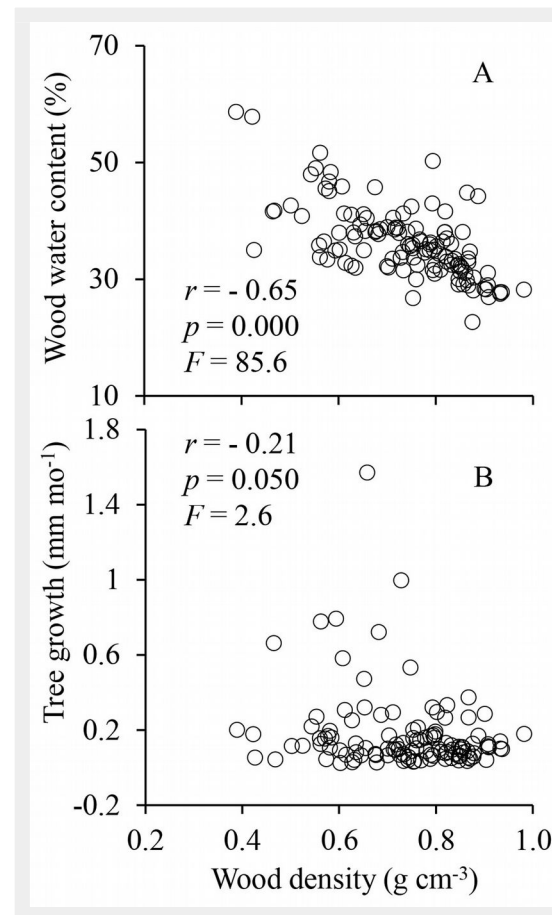 70
50
30
10
Wood water content (%)
A
r = - 0.65
p = 0.000
F = 85.6
1.8
1.4
1
0.6
0.2
-0.2
Tree growth (mm mo⁻¹)
r = - 0.21
p = 0.050
F = 2.6
B
0.2 0.4 0.6 0.8 1.0
Wood density (g cm⁻³)